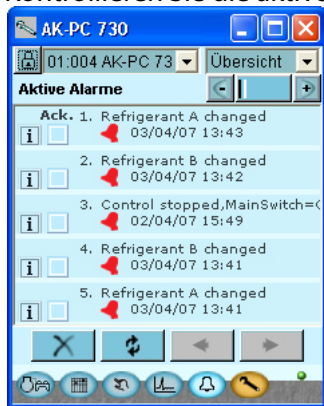 AK-PC 730
01:004 AK-PC 73 Übersicht
Aktive Alarme
Ack. 1. Refrigerant A changed
03/04/07 13:43
2. Refrigerant B changed
03/04/07 13:42
3. Control stopped,MainSwitch=
02/04/07 15:49
4. Refrigerant B changed
03/04/07 13:41
5. Refrigerant A changed
03/04/07 13:41